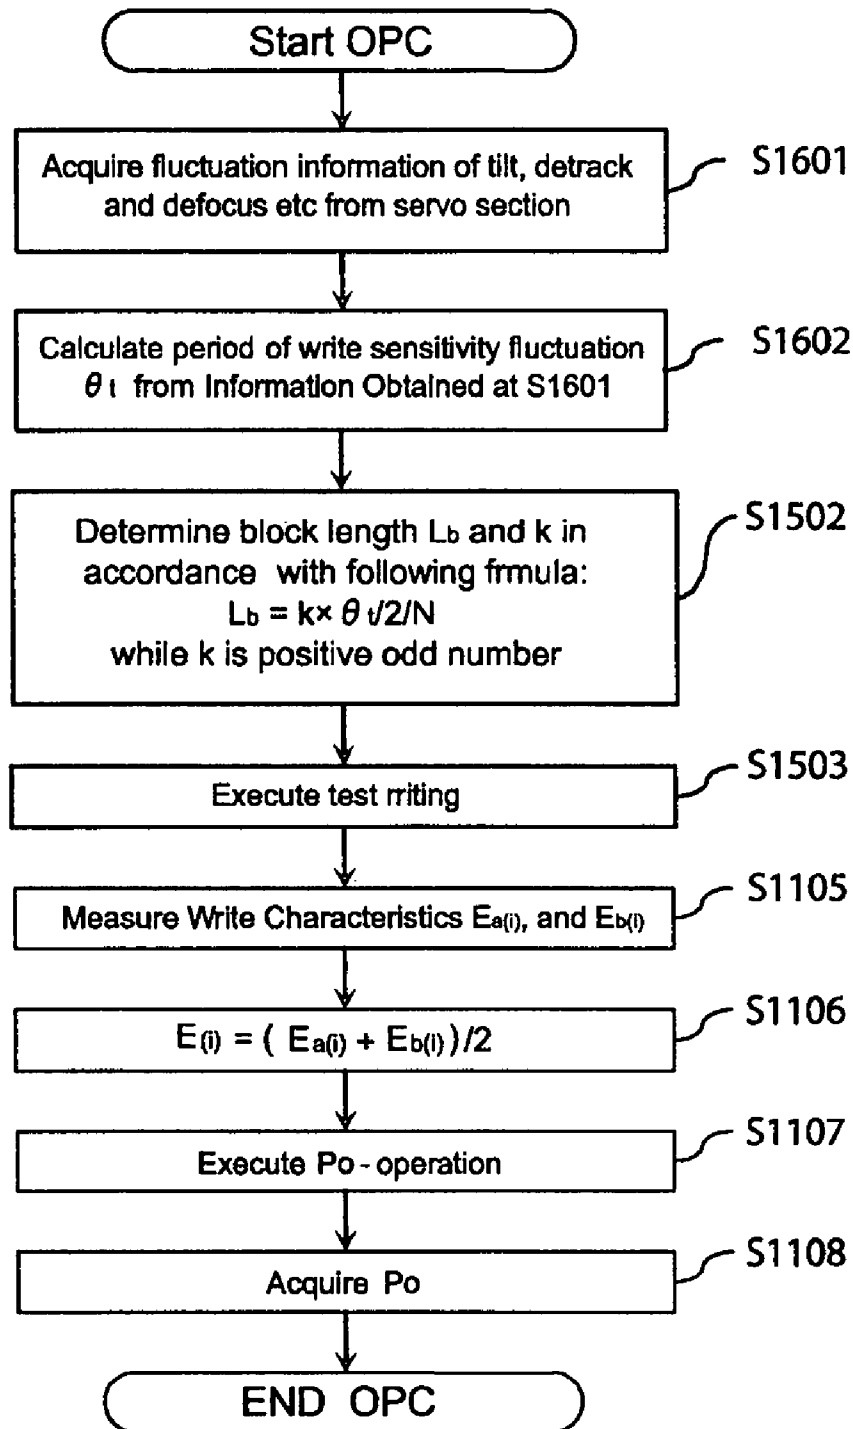 Start OPC
Acquire fluctuation information of tilt, detrack
and defocus etc from servo section
S1601
Calculate period of write sensitivity fluctuation
θt from Information Obtained at S1601
S1602
Determine block length Lb and k in
accordance with following frmula:
Lb = k× θt/2/N
while k is positive odd number
S1502
Execute test rriting
S1503
Measure Write Characteristics Ea(i), and Eb(i)
S1105
E(i) = ( Ea(i) + Eb(i))/2
S1106
Execute Po - operation
S1107
Acquire Po
S1108
END OPC